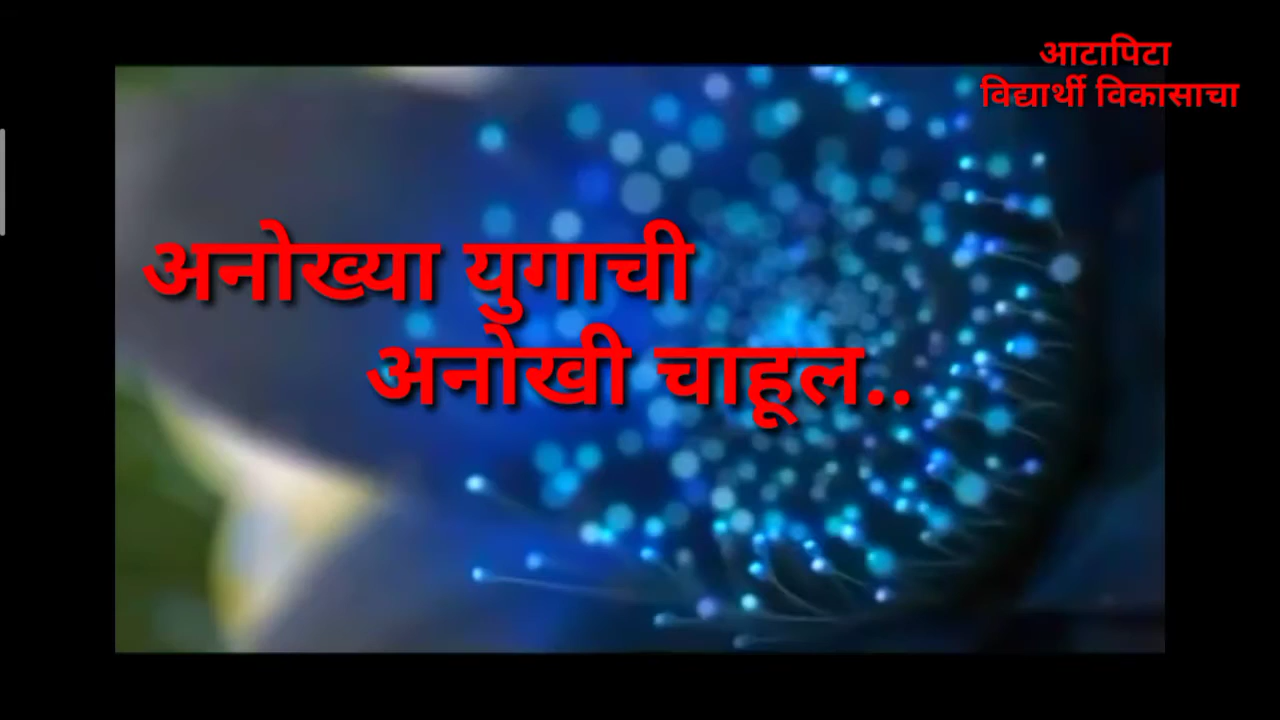 आटापिटा
विद्यार्थी विकासाचा
अनोख्या युगाची
अनोखी चाहूल..